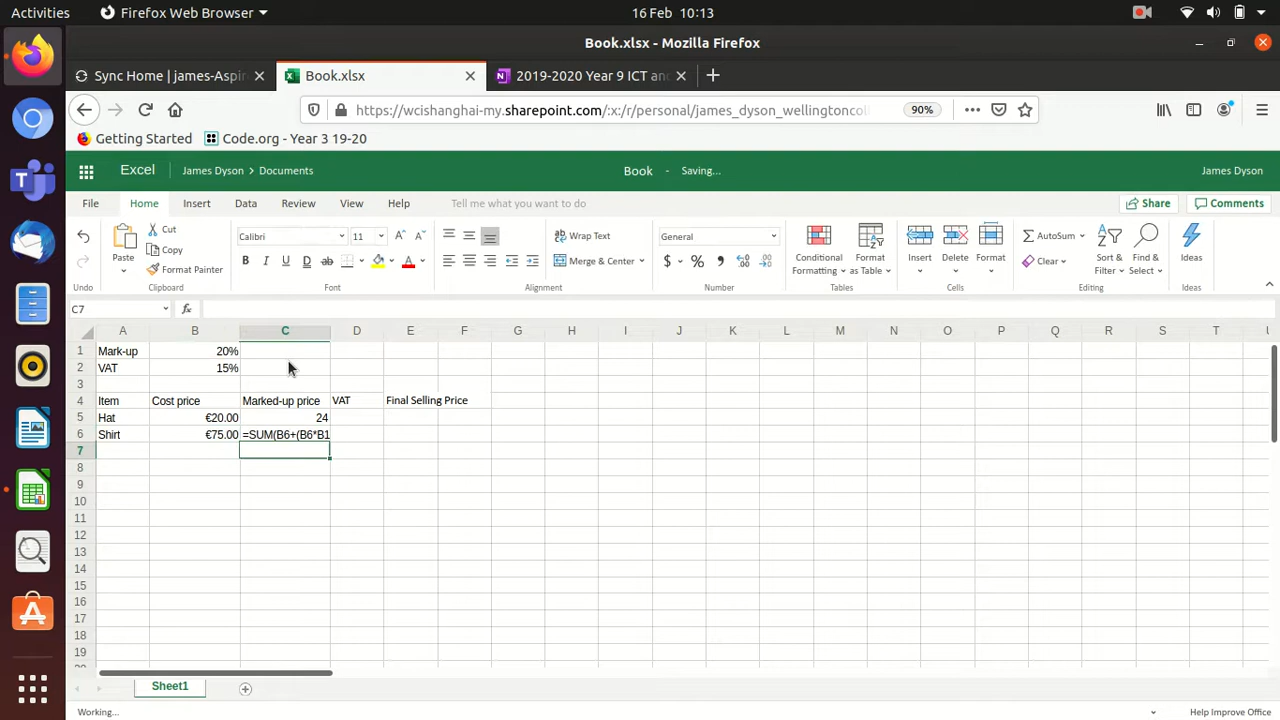 Activities Firefox Web Browser 16 Feb 10:13
Book.xlsx - Mozilla Firefox
Sync Home | james-Aspi Book.xlsx 2019-2020 Year 9 ICT an
https://wcishanghai-my.sharepoint.com/:x:/r/personal/james_dyson_wellingtoncoll 90%
Getting Started Code.org - Year 3 19-20
Excel James Dyson > Documents Book - Saving... James Dyson
File Home Insert Data Review View Help Tell me what you want to do Share Comments
Undo
Paste Cut Copy Format Painter
Clipboard
Calibri 11
B I U D ab A
Font
Wrap Text
Merge & Center
Alignment
General
$ %
Number
Conditional Formatting Format as Table
Tables
Insert Delete Format
Cells
AutoSum Clear Sort & Filter Find & Select
Editing
Ideas
Ideas
C7 fx
A B C D E F G H I J K L M N O P Q R S T U
1 Mark-up 20%
2 VAT 15%
3
4 Item Cost price Marked-up price VAT Final Selling Price
5 Hat €20.00 24
6 Shirt €75.00 =SUM(B6+(B6*B1
7
8
9
10
11
12
13
14
15
16
17
18
19
20
Sheet1
Working... Help Improve Office